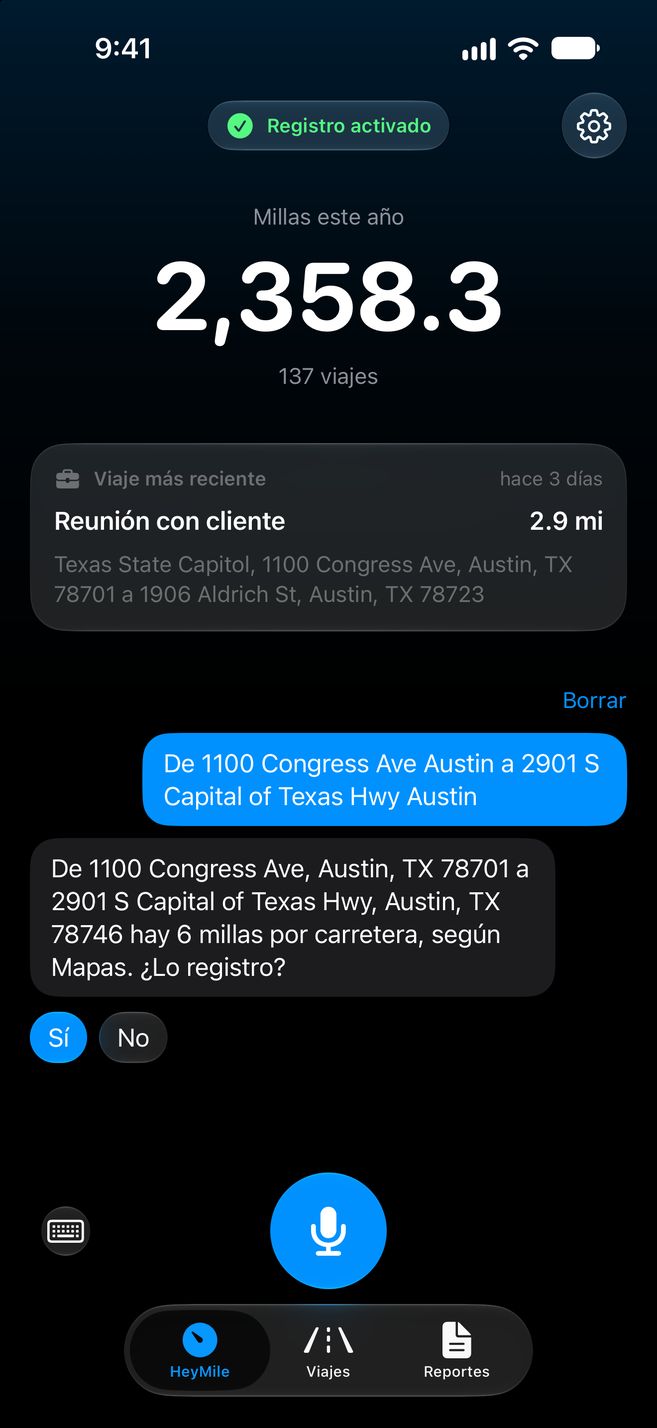 9:41
Registro activado
Millas este año
2,358.3
137 viajes
Viaje más reciente
hace 3 días
Reunión con cliente
2.9 mi
Texas State Capitol, 1100 Congress Ave, Austin, TX
78701 a 1906 Aldrich St, Austin, TX 78723
Borrar
De 1100 Congress Ave Austin a 2901 S
Capital of Texas Hwy Austin
De 1100 Congress Ave, Austin, TX 78701 a
2901 S Capital of Texas Hwy, Austin, TX
78746 hay 6 millas por carretera, según
Mapas. ¿Lo registro?
Sí
No
HeyMile
Viajes
Reportes